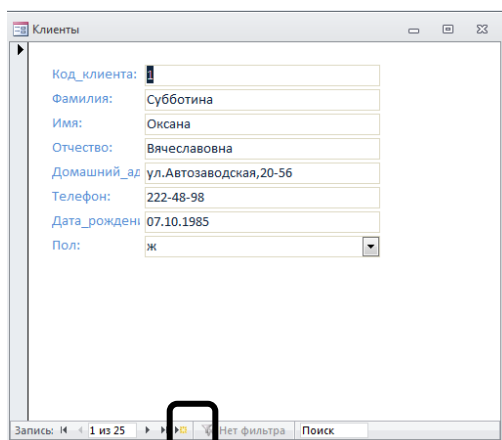 Клиенты
Код_клиента: 1
Фамилия: Субботина
Имя: Оксана
Отчество: Вячеславовна
Домашний_ад ул.Автозаводская,20-56
Телефон: 222-48-98
Дата_рождени 07.10.1985
Пол: ж
Запись: 1 из 25 Нет фильтра Поиск